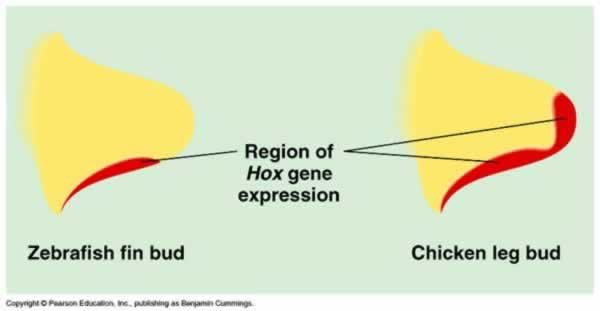 Region of
Hox gene
expression
Zebrafish fin bud
Chicken leg bud
Copyright © Pearson Education, Inc., publishing as Benjamin Cummings.